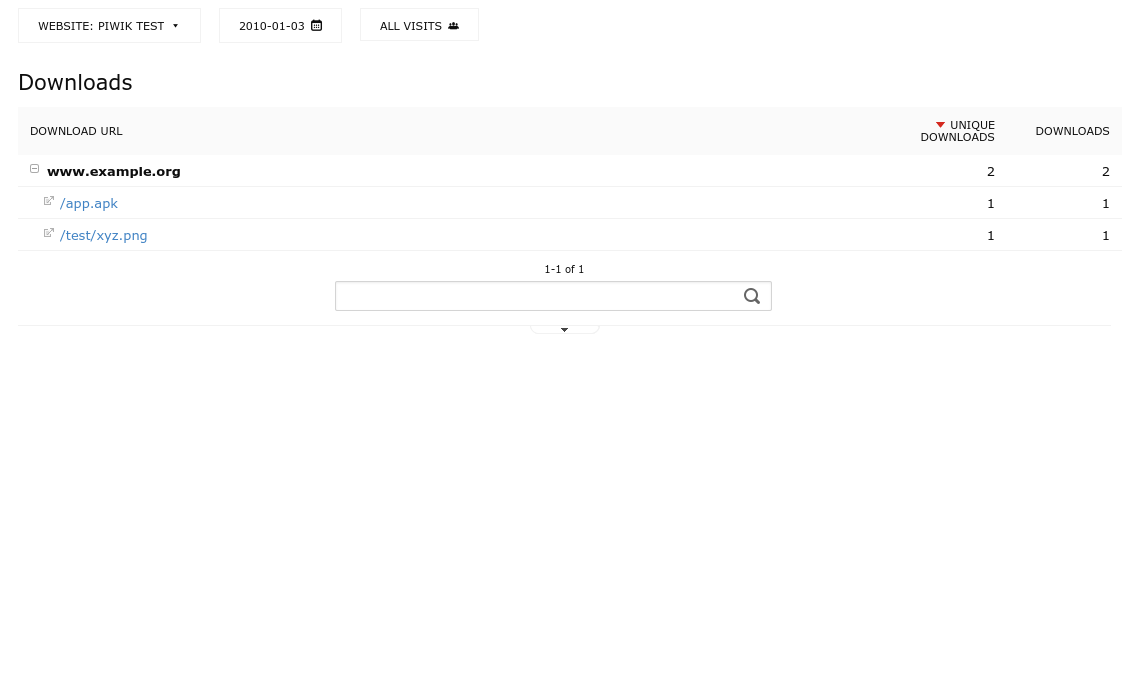 WEBSITE: PIWIK TEST
2010-01-03
ALL VISITS
Downloads
DOWNLOAD URL
UNIQUE
DOWNLOADS
DOWNLOADS
www.example.org 2 2
/app.apk 1 1
/test/xyz.png 1 1
1-1 of 1